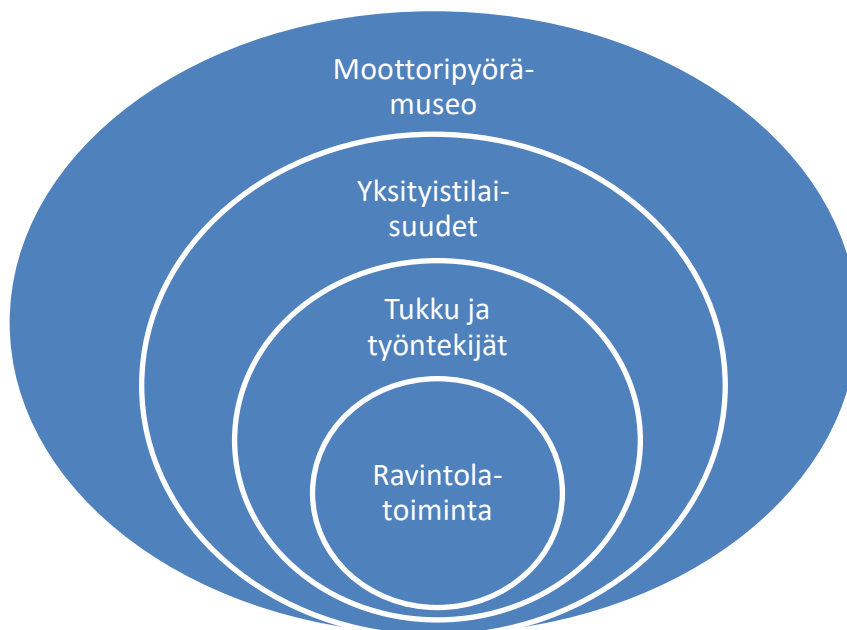 Moottoripyörä-
museo
Yksityistilai-
suudet
Tukku ja
työntekijät
Ravintola-
toiminta